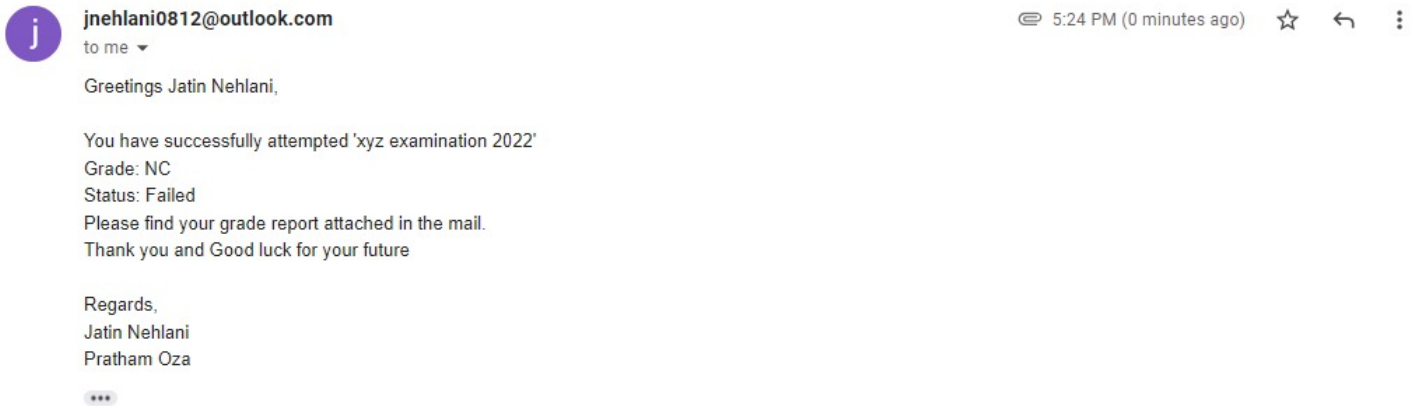 j
jnehlani0812@outlook.com
5:24 PM (0 minutes ago)
to me
Greetings Jatin Nehlani,
You have successfully attempted 'xyz examination 2022'
Grade: NC
Status: Failed
Please find your grade report attached in the mail.
Thank you and Good luck for your future
Regards,
Jatin Nehlani
Pratham Oza